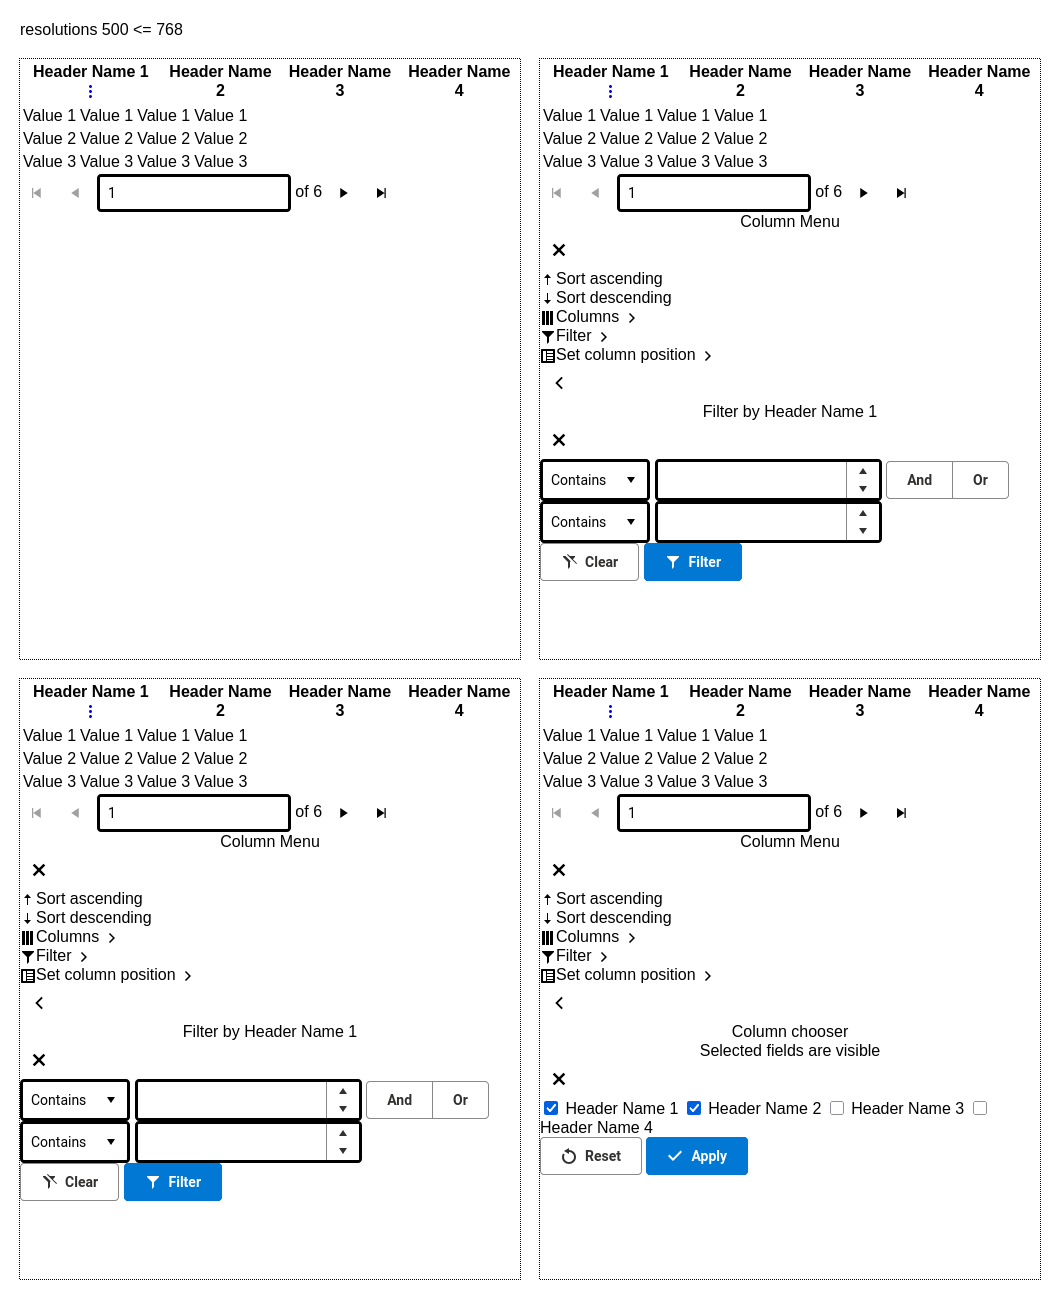 resolutions 500 <= 768
Header Name 1 Header Name 2 Header Name 3 Header Name 4
Value 1 Value 1 Value 1 Value 1
Value 2 Value 2 Value 2 Value 2
Value 3 Value 3 Value 3 Value 3
1 of 6
Header Name 1 Header Name 2 Header Name 3 Header Name 4
Value 1 Value 1 Value 1 Value 1
Value 2 Value 2 Value 2 Value 2
Value 3 Value 3 Value 3 Value 3
1 of 6
Column Menu
Sort ascending
Sort descending
Columns
Filter
Set column position
Filter by Header Name 1
Contains And Or
Contains
Clear Filter
Header Name 1 Header Name 2 Header Name 3 Header Name 4
Value 1 Value 1 Value 1 Value 1
Value 2 Value 2 Value 2 Value 2
Value 3 Value 3 Value 3 Value 3
1 of 6
Column Menu
Sort ascending
Sort descending
Columns
Filter
Set column position
Filter by Header Name 1
Contains And Or
Contains
Clear Filter
Header Name 1 Header Name 2 Header Name 3 Header Name 4
Value 1 Value 1 Value 1 Value 1
Value 2 Value 2 Value 2 Value 2
Value 3 Value 3 Value 3 Value 3
1 of 6
Column Menu
Sort ascending
Sort descending
Columns
Filter
Set column position
Column chooser
Selected fields are visible
Header Name 1 Header Name 2 Header Name 3
Header Name 4
Reset Apply